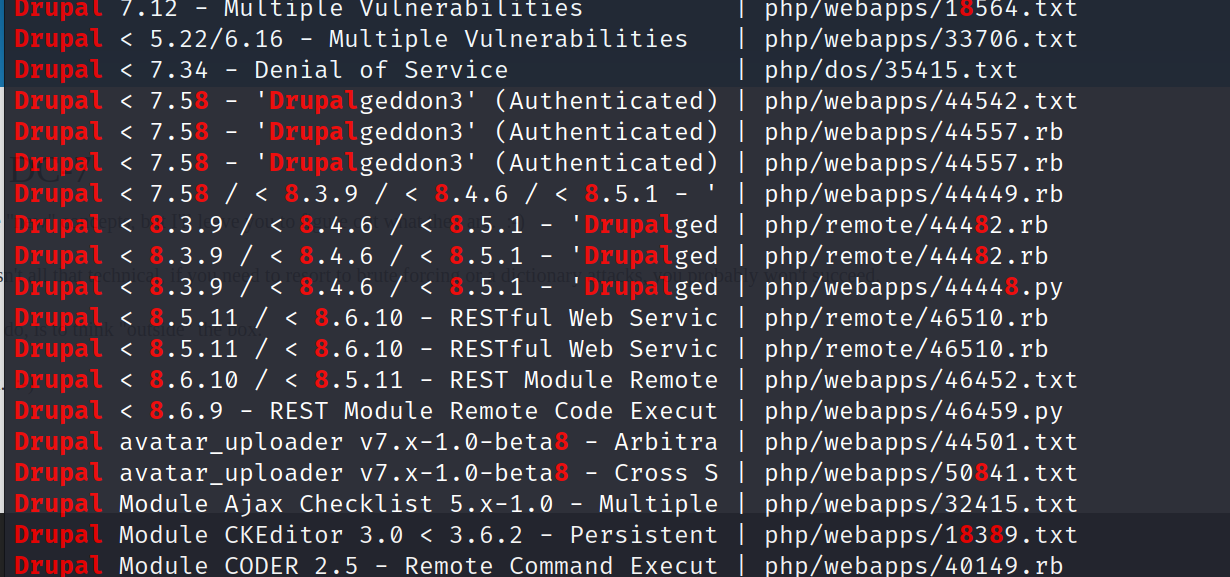 Drupal 7.12 - Multiple Vulnerabilities | php/webapps/18564.txt
Drupal < 5.22/6.16 - Multiple Vulnerabilities | php/webapps/33706.txt
Drupal < 7.34 - Denial of Service | php/dos/35415.txt
Drupal < 7.58 - 'Drupalgeddon3' (Authenticated) | php/webapps/44542.txt
Drupal < 7.58 - 'Drupalgeddon3' (Authenticated) | php/webapps/44557.rb
Drupal < 7.58 - 'Drupalgeddon3' (Authenticated) | php/webapps/44557.rb
Drupal < 7.58 / < 8.3.9 / < 8.4.6 / < 8.5.1 - ' | php/webapps/44449.rb
Drupal < 8.3.9 / < 8.4.6 / < 8.5.1 - 'Drupalged | php/remote/44482.rb
Drupal < 8.3.9 / < 8.4.6 / < 8.5.1 - 'Drupalged | php/remote/44482.rb
Drupal < 8.3.9 / < 8.4.6 / < 8.5.1 - 'Drupalged | php/webapps/44448.py
Drupal < 8.5.11 / < 8.6.10 - RESTful Web Servic | php/remote/46510.rb
Drupal < 8.5.11 / < 8.6.10 - RESTful Web Servic | php/remote/46510.rb
Drupal < 8.6.10 / < 8.5.11 - REST Module Remote | php/webapps/46452.txt
Drupal < 8.6.9 - REST Module Remote Code Execut | php/webapps/46459.py
Drupal avatar_uploader v7.x-1.0-beta8 - Arbitra | php/webapps/44501.txt
Drupal avatar_uploader v7.x-1.0-beta8 - Cross S | php/webapps/50841.txt
Drupal Module Ajax Checklist 5.x-1.0 - Multiple | php/webapps/32415.txt
Drupal Module CKEditor 3.0 < 3.6.2 - Persistent | php/webapps/18389.txt
Drupal Module CODER 2.5 - Remote Command Execut | php/webapps/40149.rb